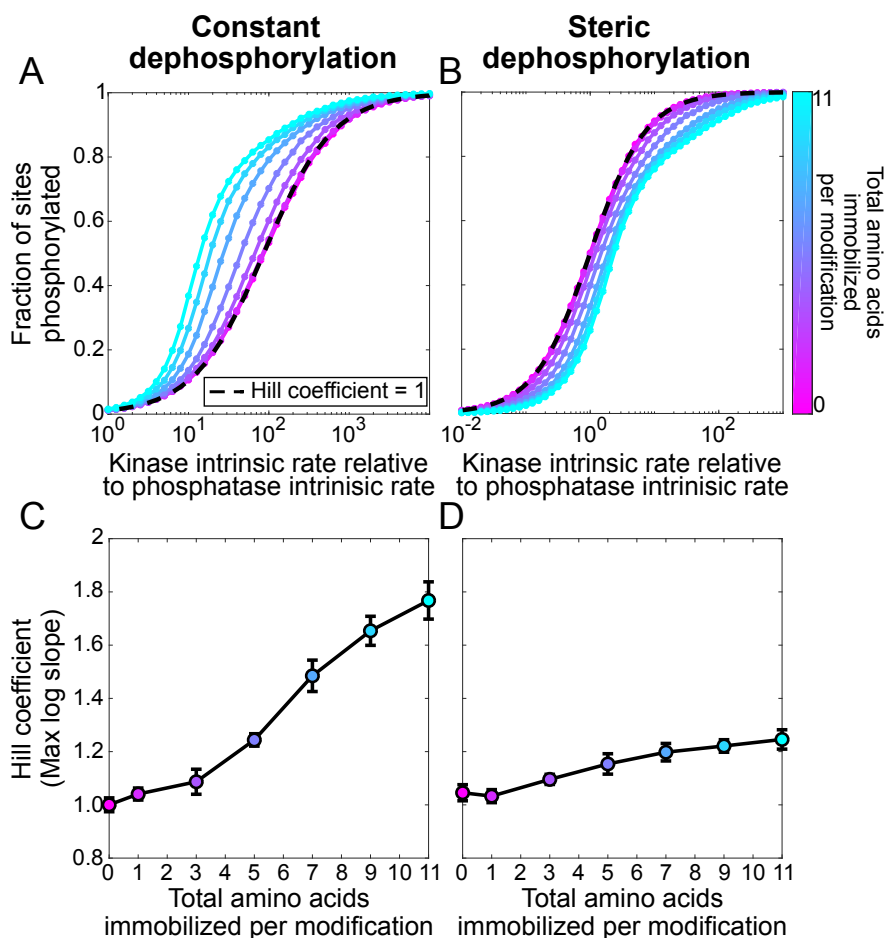 Constant
dephosphorylation
Steric
dephosphorylation
A
B
Fraction of sites
phosphorylated
1
0.8
0.6
0.4
0.2
0
Hill coefficient = 1
10^0
10^1
10^2
10^3
Kinase intrinsic rate relative
to phosphatase intrinisic rate
10^-2
10^0
10^2
Kinase intrinsic rate relative
to phosphatase intrinisic rate
11
0
Total amino acids
immobilized
per modification
C
D
Hill coefficient
(Max log slope)
2
1.8
1.6
1.4
1.2
1.0
0.8
0 1 2 3 4 5 6 7 8 9 10 11
Total amino acids
immobilized per modification
0 1 2 3 4 5 6 7 8 9 10 11
Total amino acids
immobilized per modification